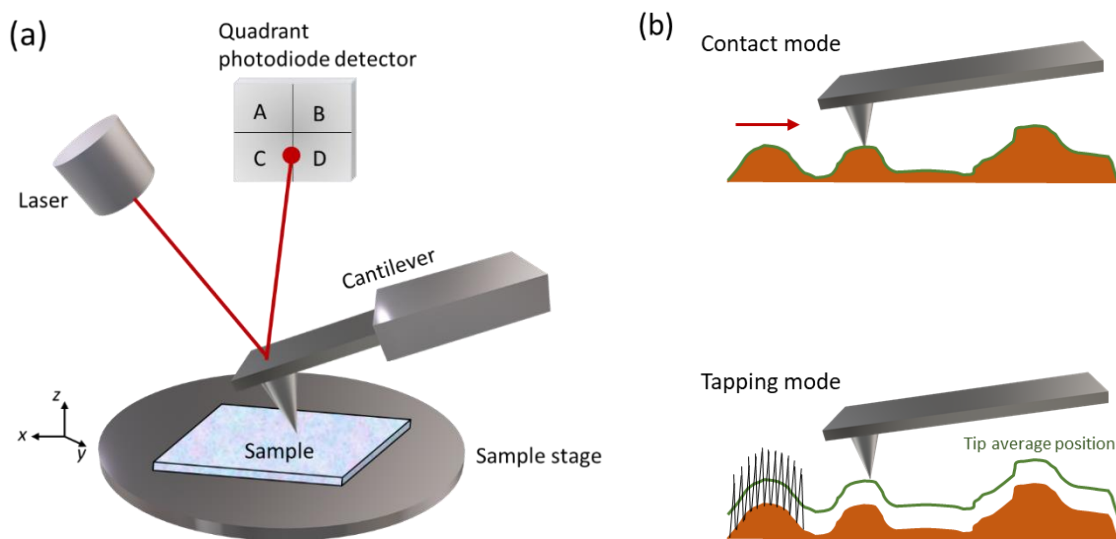 (a)
Quadrant
photodiode detector
A B
C D
Laser
Cantilever
z
x
y
Sample
Sample stage
(b)
Contact mode
Tapping mode
Tip average position